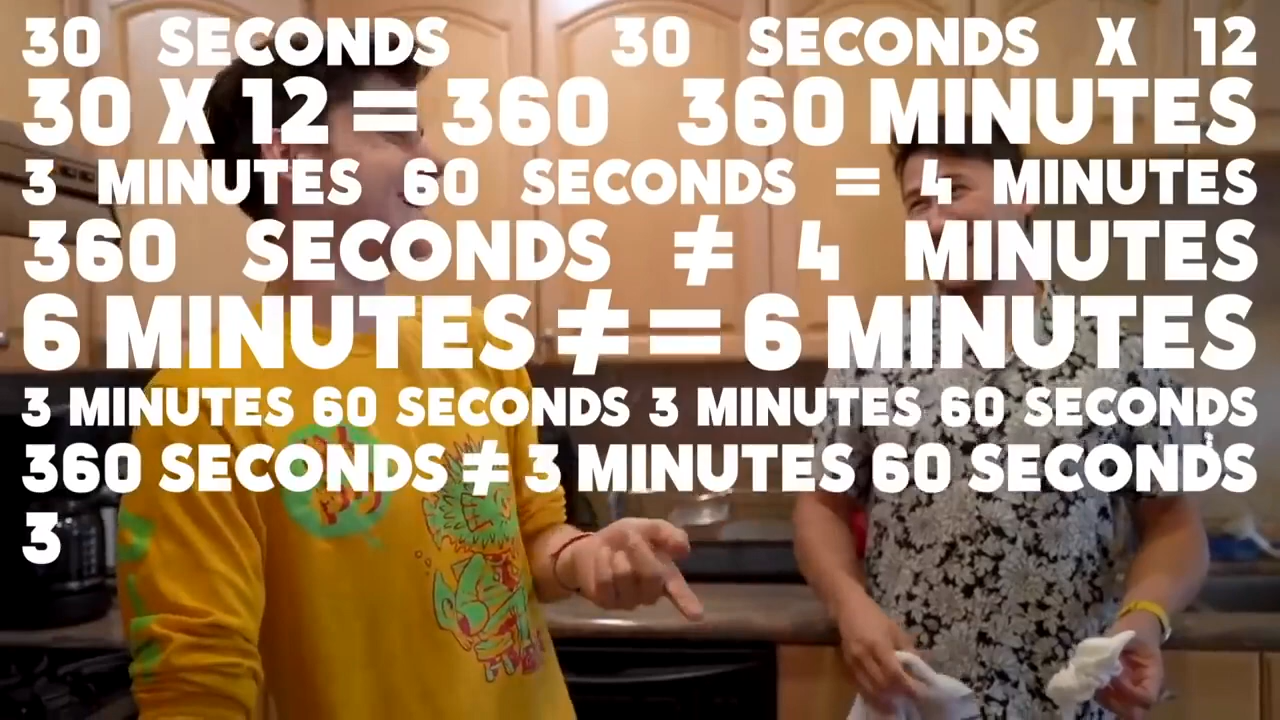 30 SECONDS 30 SECONDS X 12
30 X 12 = 360 360 MINUTES
3 MINUTES 60 SECONDS = 4 MINUTES
360 SECONDS ≠ 4 MINUTES
6 MINUTES ≠ = 6 MINUTES
3 MINUTES 60 SECONDS 3 MINUTES 60 SECONDS
360 SECONDS ≠ 3 MINUTES 60 SECONDS
3